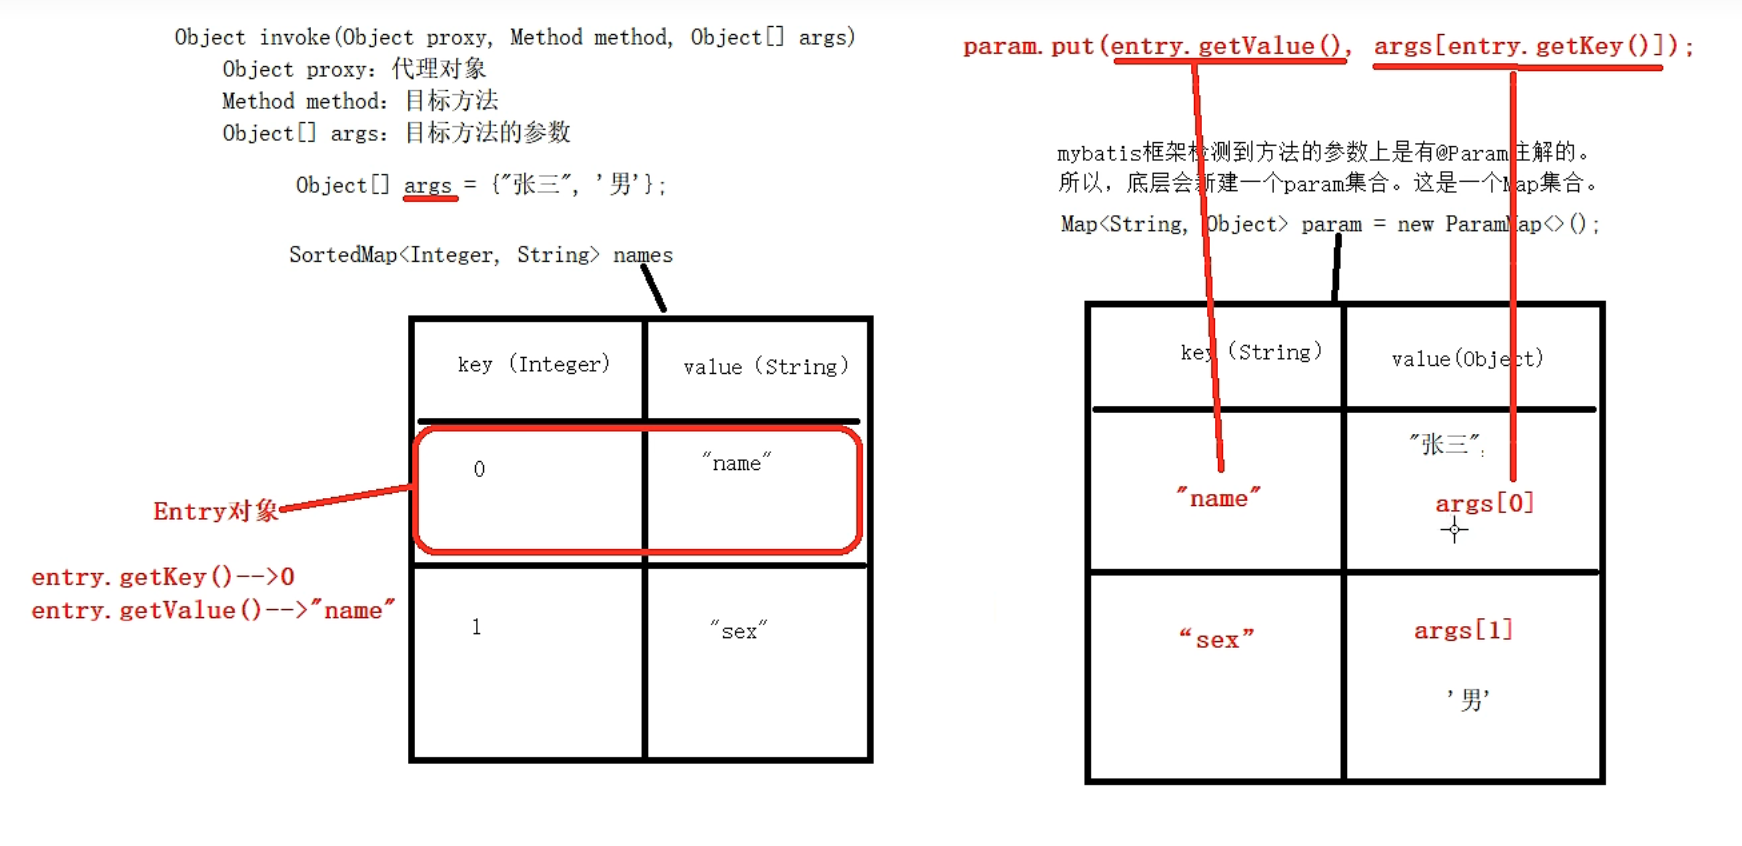 Object invoke(Object proxy, Method method, Object[] args)
Object proxy: 代理对象
Method method: 目标方法
Object[] args: 目标方法的参数
Object[] args = {"张三", '男'};
SortedMap<Integer, String> names
key (Integer)
value (String)
0
"name"
1
"sex"
Entry对象
entry.getKey()-->0
entry.getValue()-->"name"
param.put(entry.getValue(), args[entry.getKey()]);
mybatis框架检测到方法的参数上是有@Param注解的。
所以，底层会新建一个param集合。这是一个Map集合。
Map<String, Object> param = new ParamMap<>();
key (String)
value(Object)
"张三",
"name"
args[0]
“sex”
args[1]
'男'